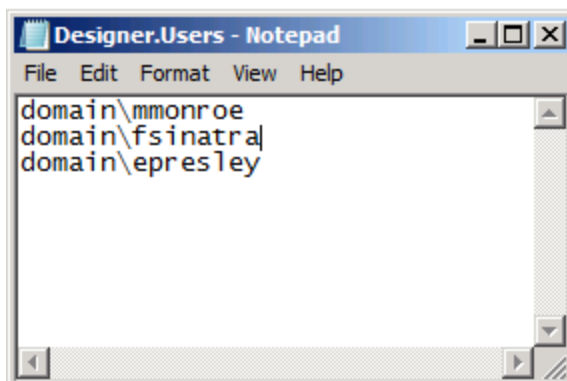 Designer.Users - Notepad
File Edit Format View Help
domain\mmonroe
domain\fsinatra
domain\epresley